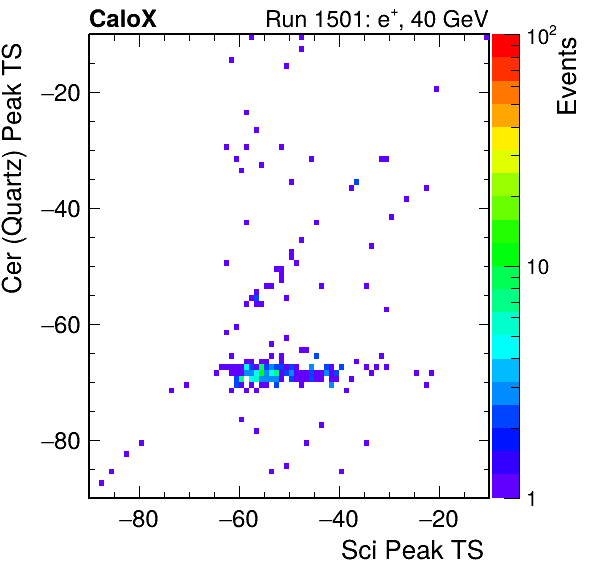 CaloX Run 1501: e⁺, 40 GeV
Cer (Quartz) Peak TS
−20
−40
−60
−80
−80 −60 −40 −20
Sci Peak TS
10²
10
1
Events